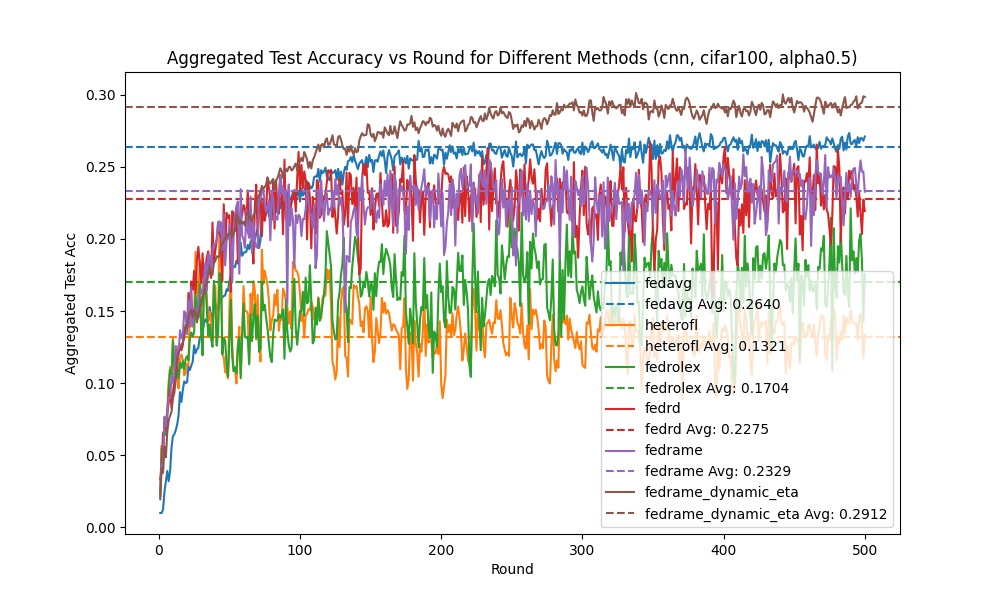 Aggregated Test Accuracy vs Round for Different Methods (cnn, cifar100, alpha0.5)
Aggregated Test Acc
0.30
0.25
0.20
0.15
0.10
0.05
0.00
fedavg
fedavg Avg: 0.2640
heterofl
heterofl Avg: 0.1321
fedrolex
fedrolex Avg: 0.1704
fedrd
fedrd Avg: 0.2275
fedrame
fedrame Avg: 0.2329
fedrame_dynamic_eta
fedrame_dynamic_eta Avg: 0.2912
0 100 200 300 400 500
Round